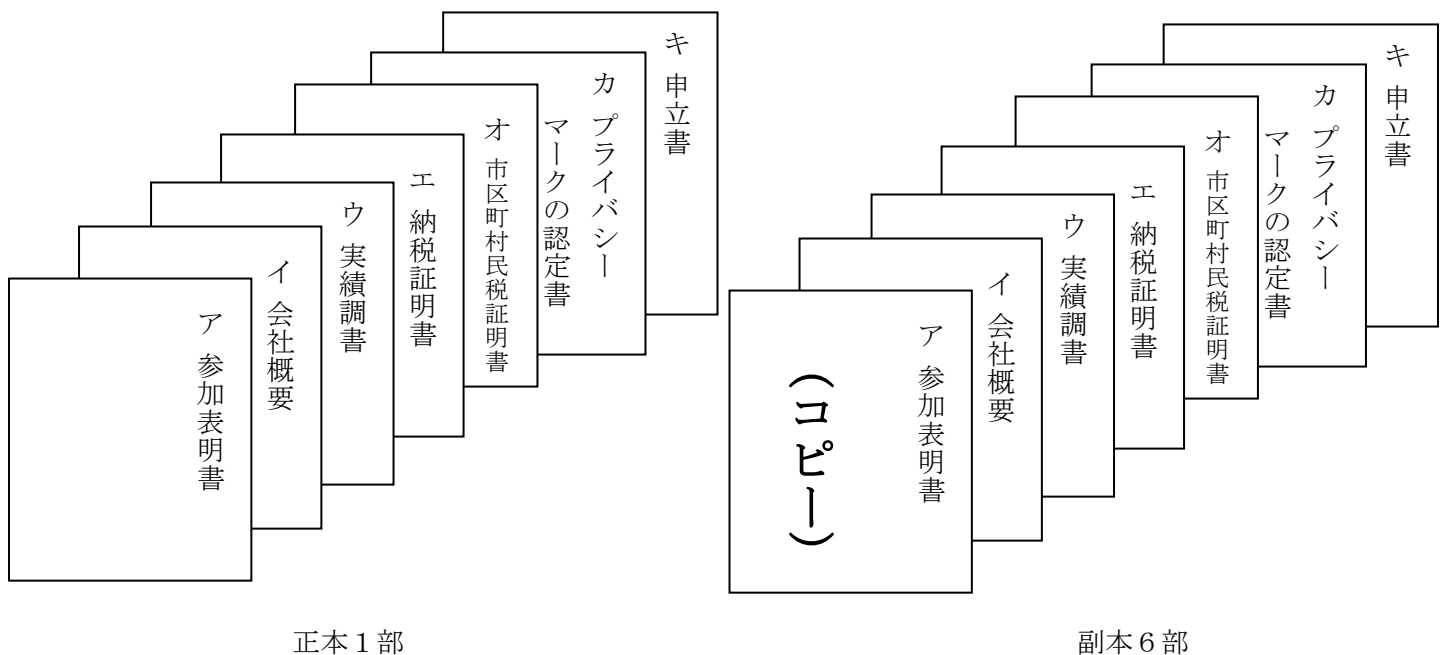 ア 参加表明書
イ 会社概要
ウ 実績調書
エ 納税証明書
オ 市区町村民税証明書
カ プライバシー
マークの認定書
キ 申立書
正本１部
ア 参加表明書
（コピー）
イ 会社概要
ウ 実績調書
エ 納税証明書
オ 市区町村民税証明書
カ プライバシー
マークの認定書
キ 申立書
副本６部